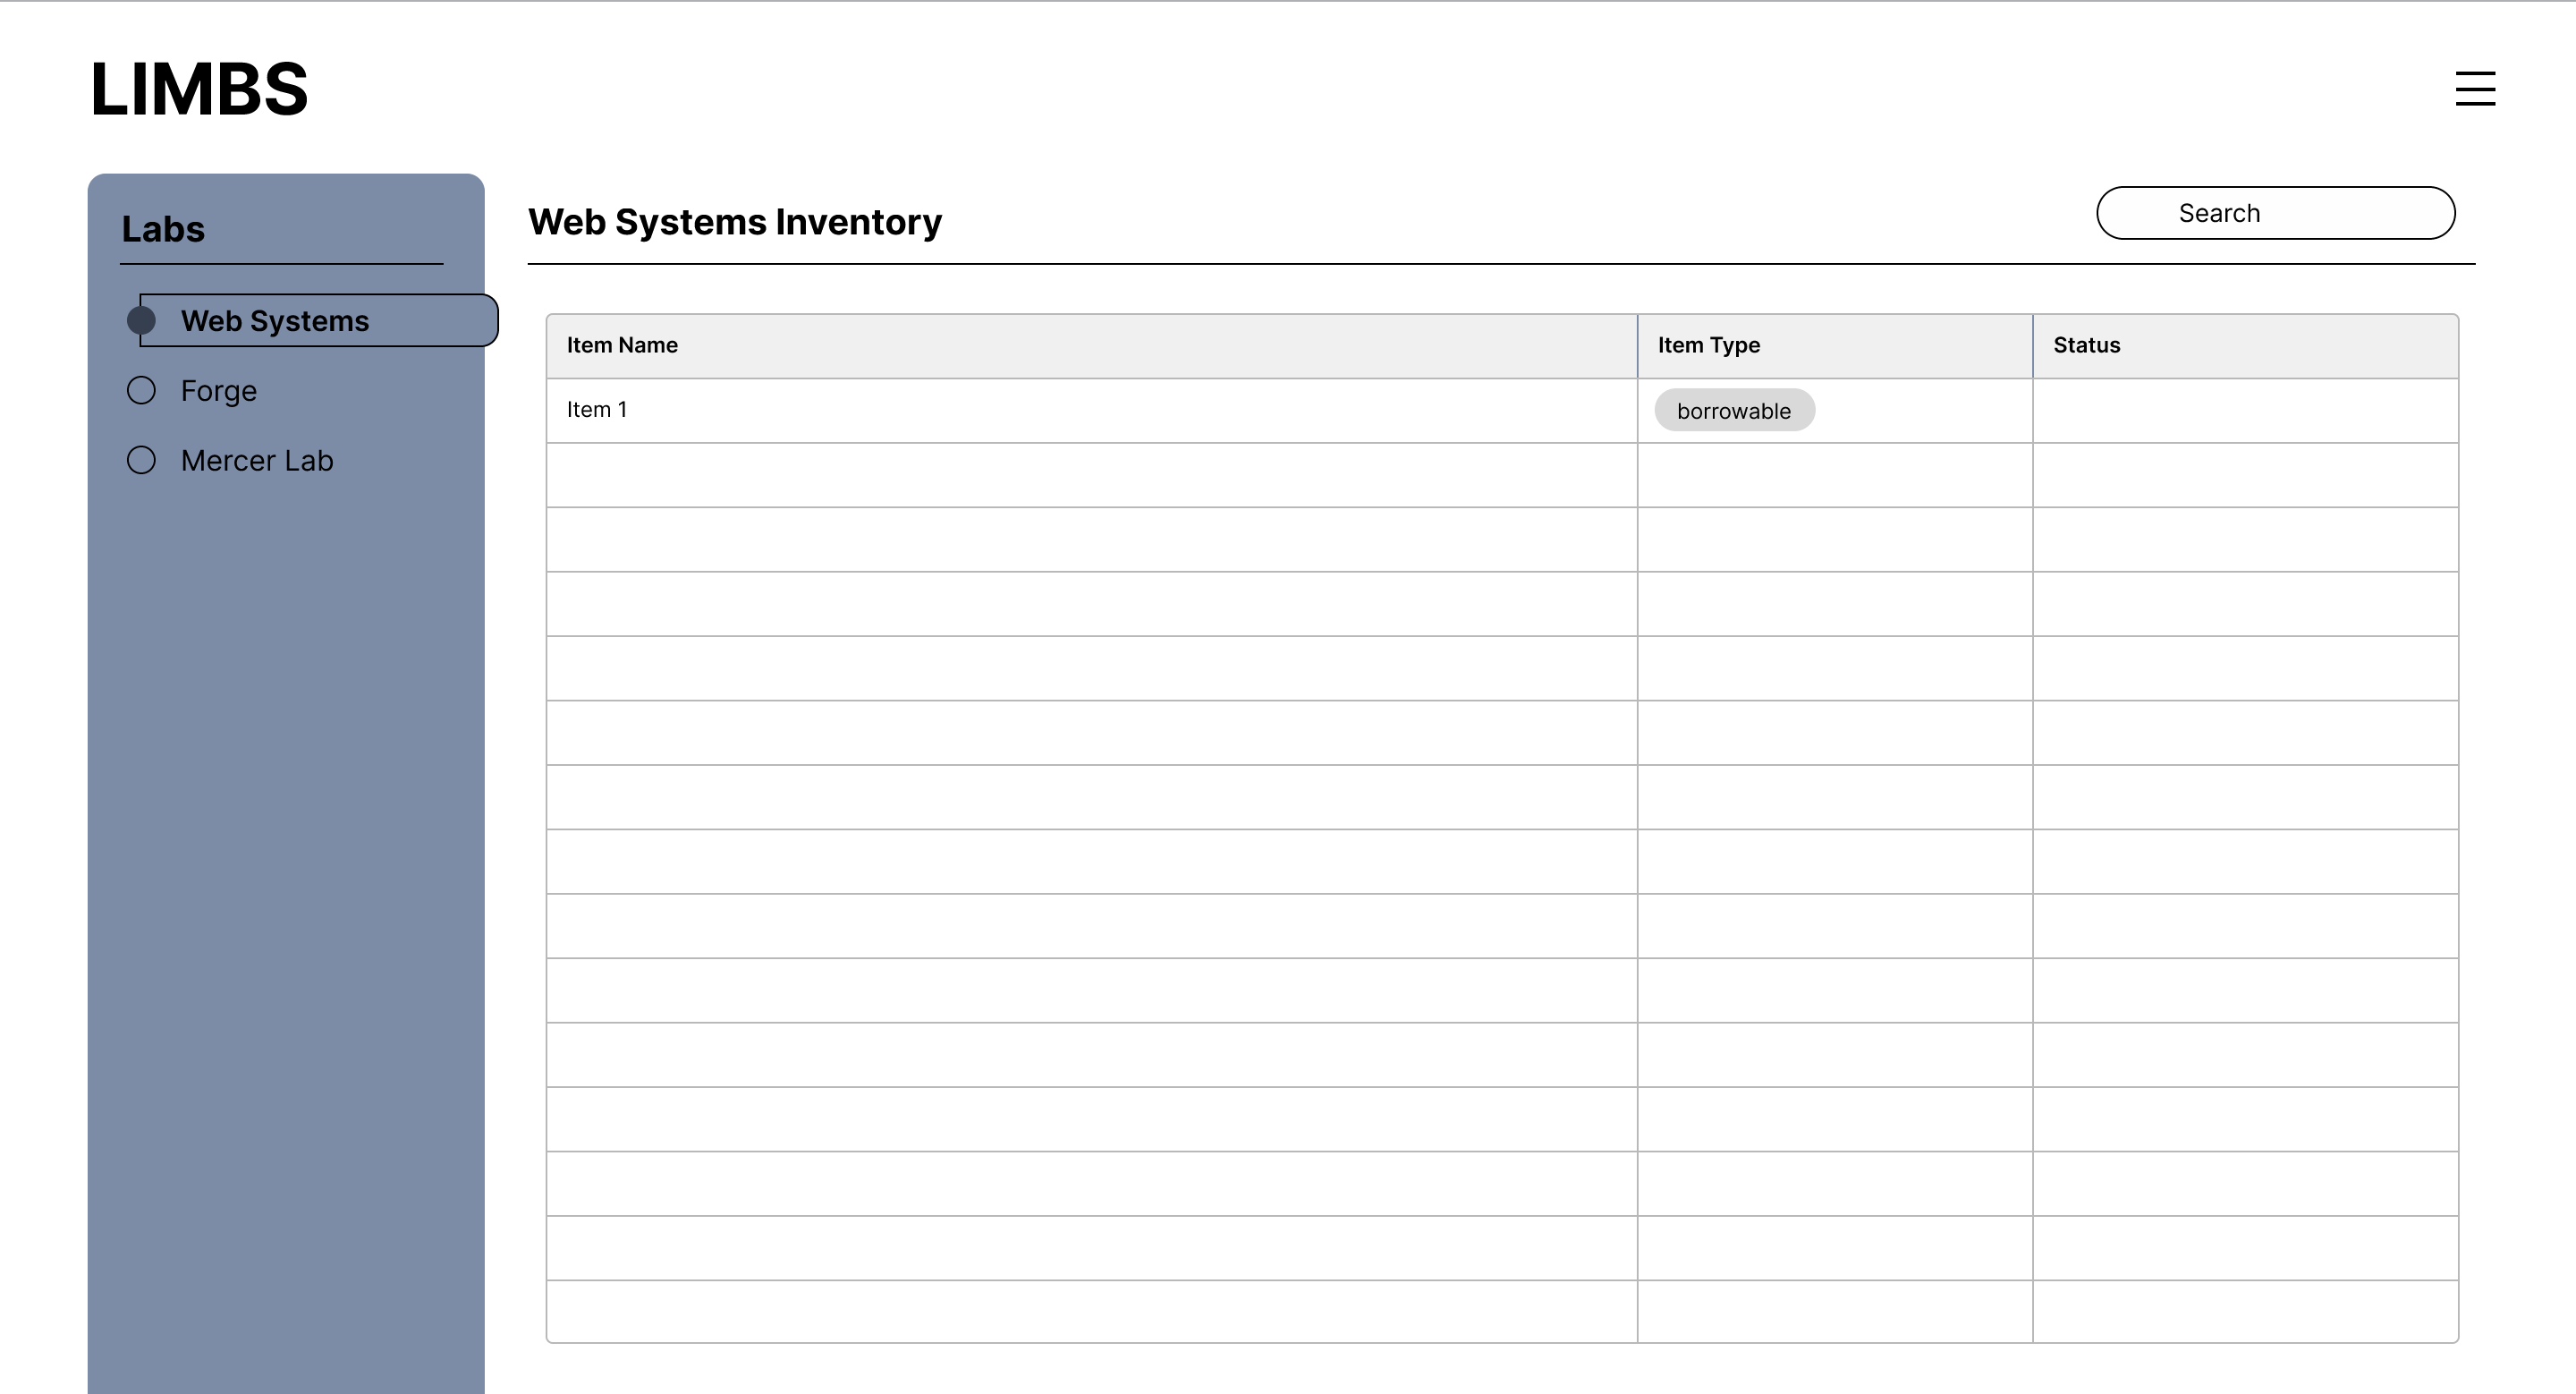 LIMBS
Labs
Web Systems
Forge
Mercer Lab
Web Systems Inventory
Search
Item Name
Item Type
Status
Item 1
borrowable